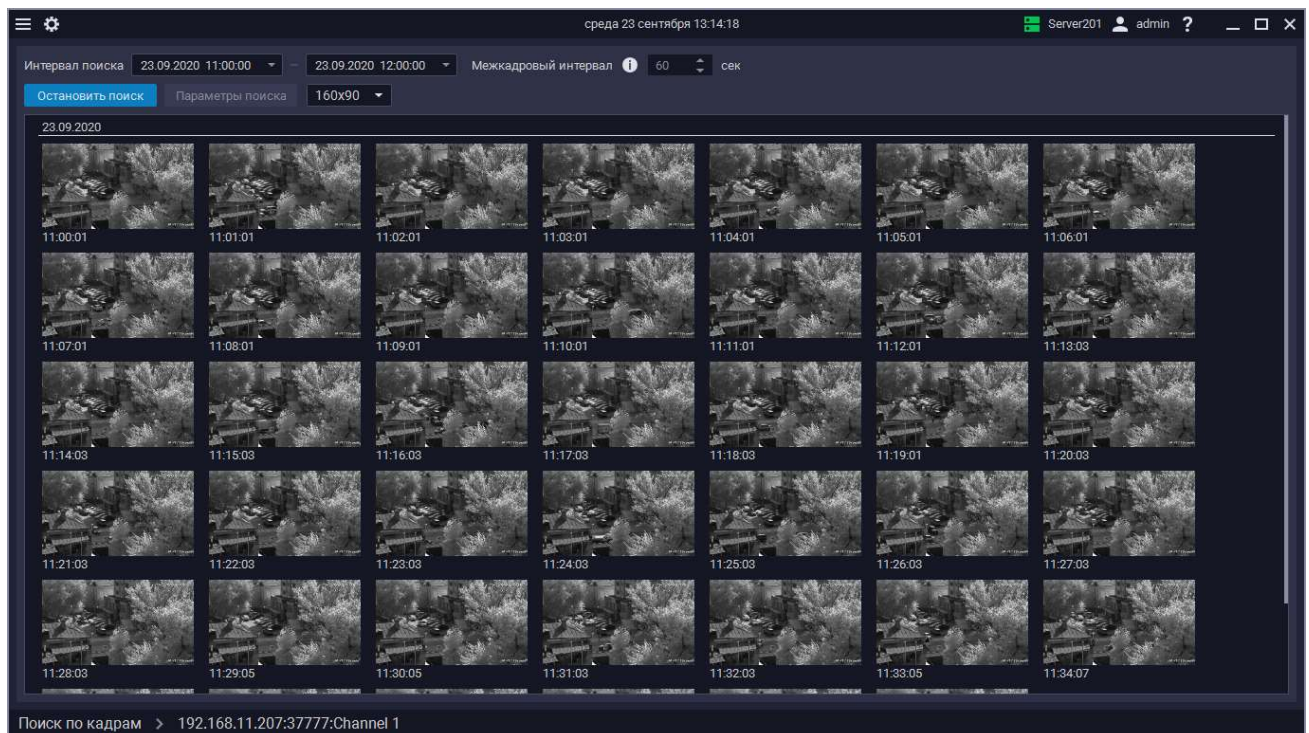 среда 23 сентября 13:14:18 Server201 admin ?
Интервал поиска 23.09.2020 11:00:00 – 23.09.2020 12:00:00 Межкадровый интервал i 60 сек
Остановить поиск Параметры поиска 160x90
23.09.2020
11:00:01 11:01:01 11:02:01 11:03:01 11:04:01 11:05:01 11:06:01
11:07:01 11:08:01 11:09:01 11:10:01 11:11:01 11:12:01 11:13:03
11:14:03 11:15:03 11:16:03 11:17:03 11:18:03 11:19:01 11:20:03
11:21:03 11:22:03 11:23:03 11:24:03 11:25:03 11:26:03 11:27:03
11:28:03 11:29:05 11:30:05 11:31:03 11:32:03 11:33:05 11:34:07
Поиск по кадрам > 192.168.11.207:37777:Channel 1